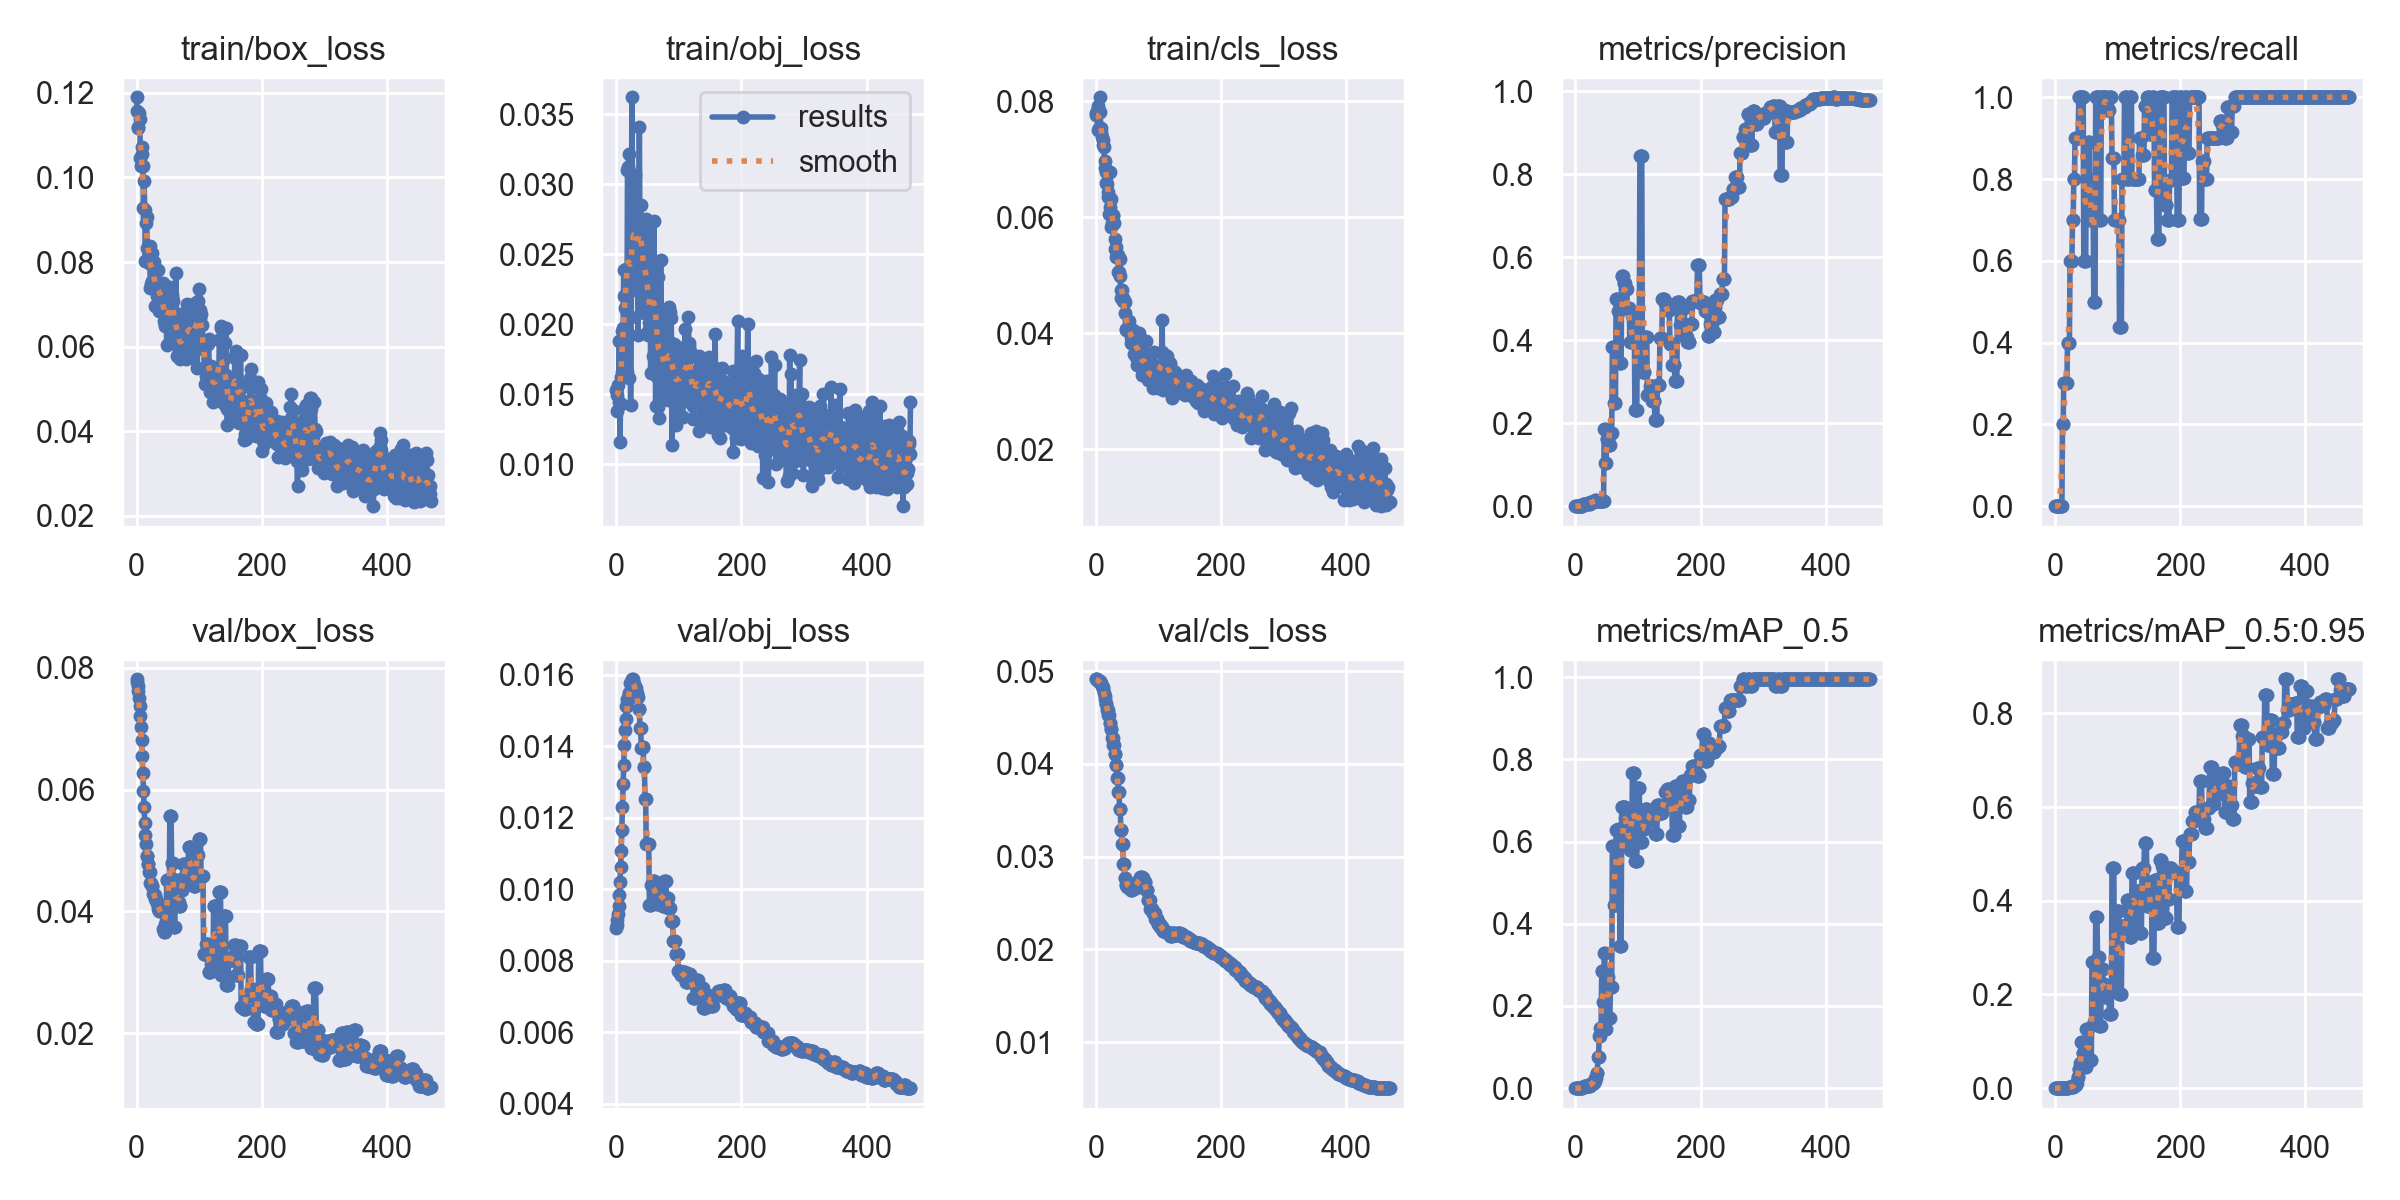 train/box_loss
train/obj_loss
train/cls_loss
metrics/precision
metrics/recall
0.12
0.10
0.08
0.06
0.04
0.02
0 200 400
0.035
0.030
0.025
0.020
0.015
0.010
results
smooth
0 200 400
0.08
0.06
0.04
0.02
0 200 400
1.0
0.8
0.6
0.4
0.2
0.0
0 200 400
1.0
0.8
0.6
0.4
0.2
0.0
0 200 400
val/box_loss
val/obj_loss
val/cls_loss
metrics/mAP_0.5
metrics/mAP_0.5:0.95
0.08
0.06
0.04
0.02
0 200 400
0.016
0.014
0.012
0.010
0.008
0.006
0.004
0 200 400
0.05
0.04
0.03
0.02
0.01
0 200 400
1.0
0.8
0.6
0.4
0.2
0.0
0 200 400
0.8
0.6
0.4
0.2
0.0
0 200 400